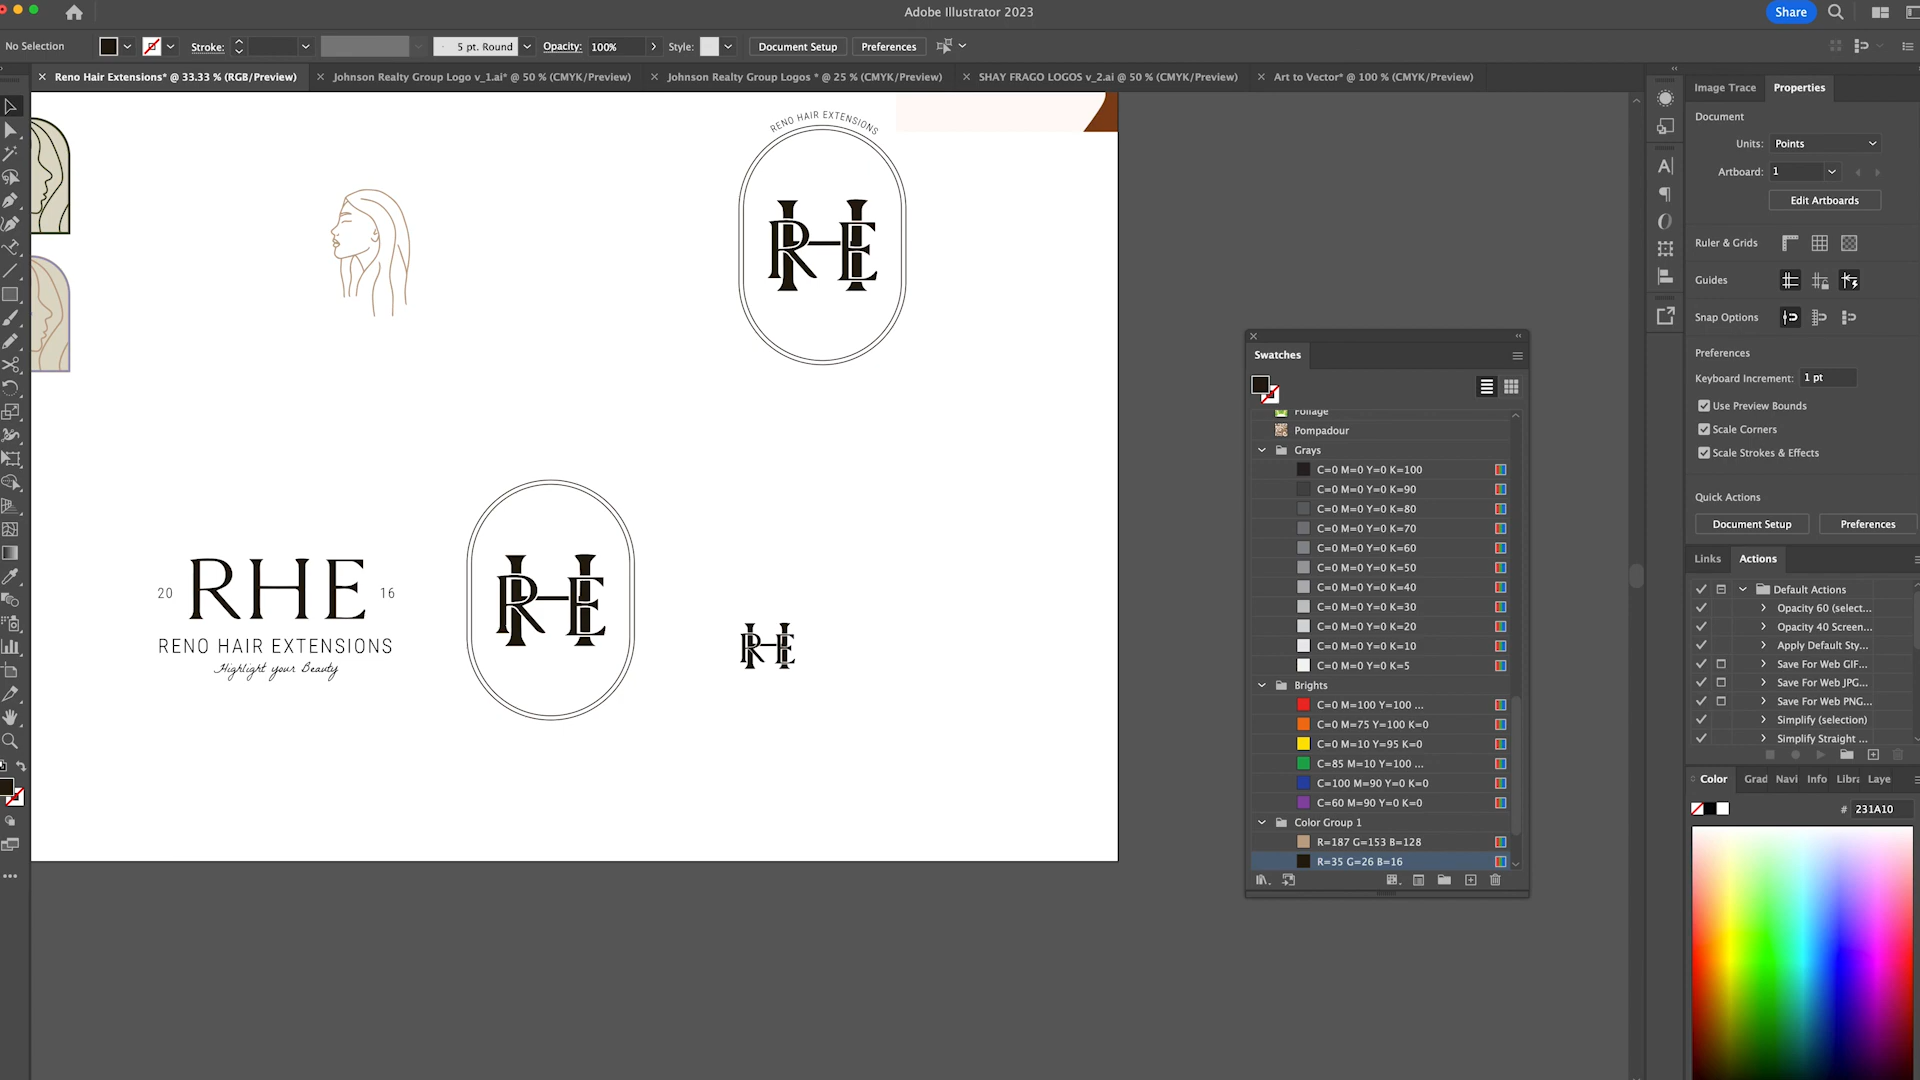 Adobe Illustrator 2023
Share
No Selection
Stroke:
5 pt. Round
Opacity: 100%
Style:
Document Setup
Preferences
Reno Hair Extensions* @ 33.33 % (RGB/Preview)
Johnson Realty Group Logo v_1.ai* @ 50 % (CMYK/Preview)
Johnson Realty Group Logos * @ 25 % (CMYK/Preview)
SHAY FRAGO LOGOS v_2.ai @ 50 % (CMYK/Preview)
Art to Vector* @ 100 % (CMYK/Preview)
RENO HAIR EXTENSIONS
RHE
20 RHE 16
RENO HAIR EXTENSIONS
Highlight your Beauty
RHE
RHE
Swatches
Foliage
Pompadour
Grays
C=0 M=0 Y=0 K=100
C=0 M=0 Y=0 K=90
C=0 M=0 Y=0 K=80
C=0 M=0 Y=0 K=70
C=0 M=0 Y=0 K=60
C=0 M=0 Y=0 K=50
C=0 M=0 Y=0 K=40
C=0 M=0 Y=0 K=30
C=0 M=0 Y=0 K=20
C=0 M=0 Y=0 K=10
C=0 M=0 Y=0 K=5
Brights
C=0 M=100 Y=100 ...
C=0 M=75 Y=100 K=0
C=0 M=10 Y=95 K=0
C=85 M=10 Y=100 ...
C=100 M=90 Y=0 K=0
C=60 M=90 Y=0 K=0
Color Group 1
R=187 G=153 B=128
R=35 G=26 B=16
Image Trace
Properties
Document
Units: Points
Artboard: 1
Edit Artboards
Ruler & Grids
Guides
Snap Options
Preferences
Keyboard Increment: 1 pt
Use Preview Bounds
Scale Corners
Scale Strokes & Effects
Quick Actions
Document Setup
Preferences
Links
Actions
Default Actions
Opacity 60 (select...
Opacity 40 Screen...
Apply Default Sty...
Save For Web GIF...
Save For Web JPG...
Save For Web PNG...
Simplify (selection)
Simplify Straight ...
Color
Grad
Navi
Info
Libra
Laye
# 231A10